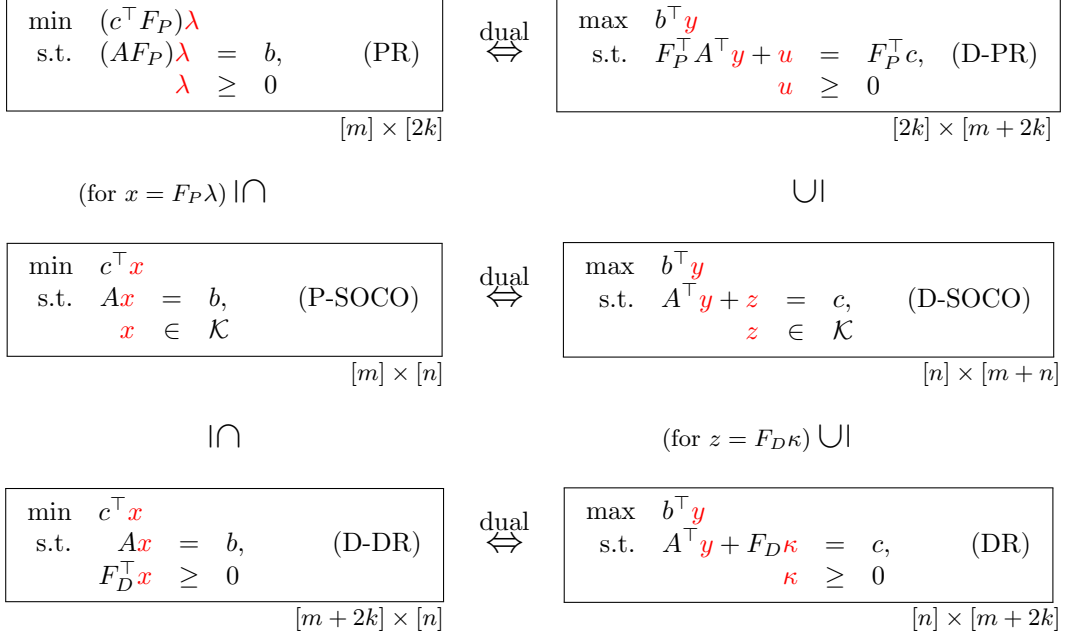 min (c⊤F_P)λ
s.t. (AF_P)λ = b, (PR)
λ ≥ 0
[m] × [2k]
dual
⇔
max b⊤y
s.t. F_P⊤A⊤y + u = F_P⊤c, (D-PR)
u ≥ 0
[2k] × [m + 2k]
(for x = F_Pλ) |∩
∪|
min c⊤x
s.t. Ax = b, (P-SOCO)
x ∈ 𝒦
[m] × [n]
dual
⇔
max b⊤y
s.t. A⊤y + z = c, (D-SOCO)
z ∈ 𝒦
[n] × [m + n]
|∩
(for z = F_Dκ) ∪|
min c⊤x
s.t. Ax = b, (D-DR)
F_D⊤x ≥ 0
[m + 2k] × [n]
dual
⇔
max b⊤y
s.t. A⊤y + F_Dκ = c, (DR)
κ ≥ 0
[n] × [m + 2k]